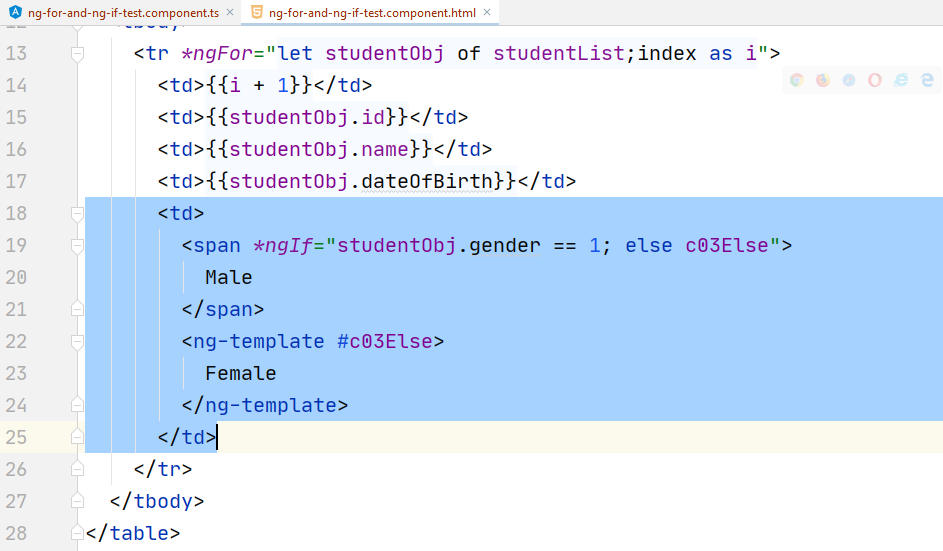 ng-for-and-ng-if-test.component.ts × ng-for-and-ng-if-test.component.html ×
13 <tr *ngFor="let studentObj of studentList;index as i">
14 <td>{{i + 1}}</td>
15 <td>{{studentObj.id}}</td>
16 <td>{{studentObj.name}}</td>
17 <td>{{studentObj.dateOfBirth}}</td>
18 <td>
19 <span *ngIf="studentObj.gender == 1; else c03Else">
20 Male
21 </span>
22 <ng-template #c03Else>
23 Female
24 </ng-template>
25 </td>
26 </tr>
27 </tbody>
28 </table>